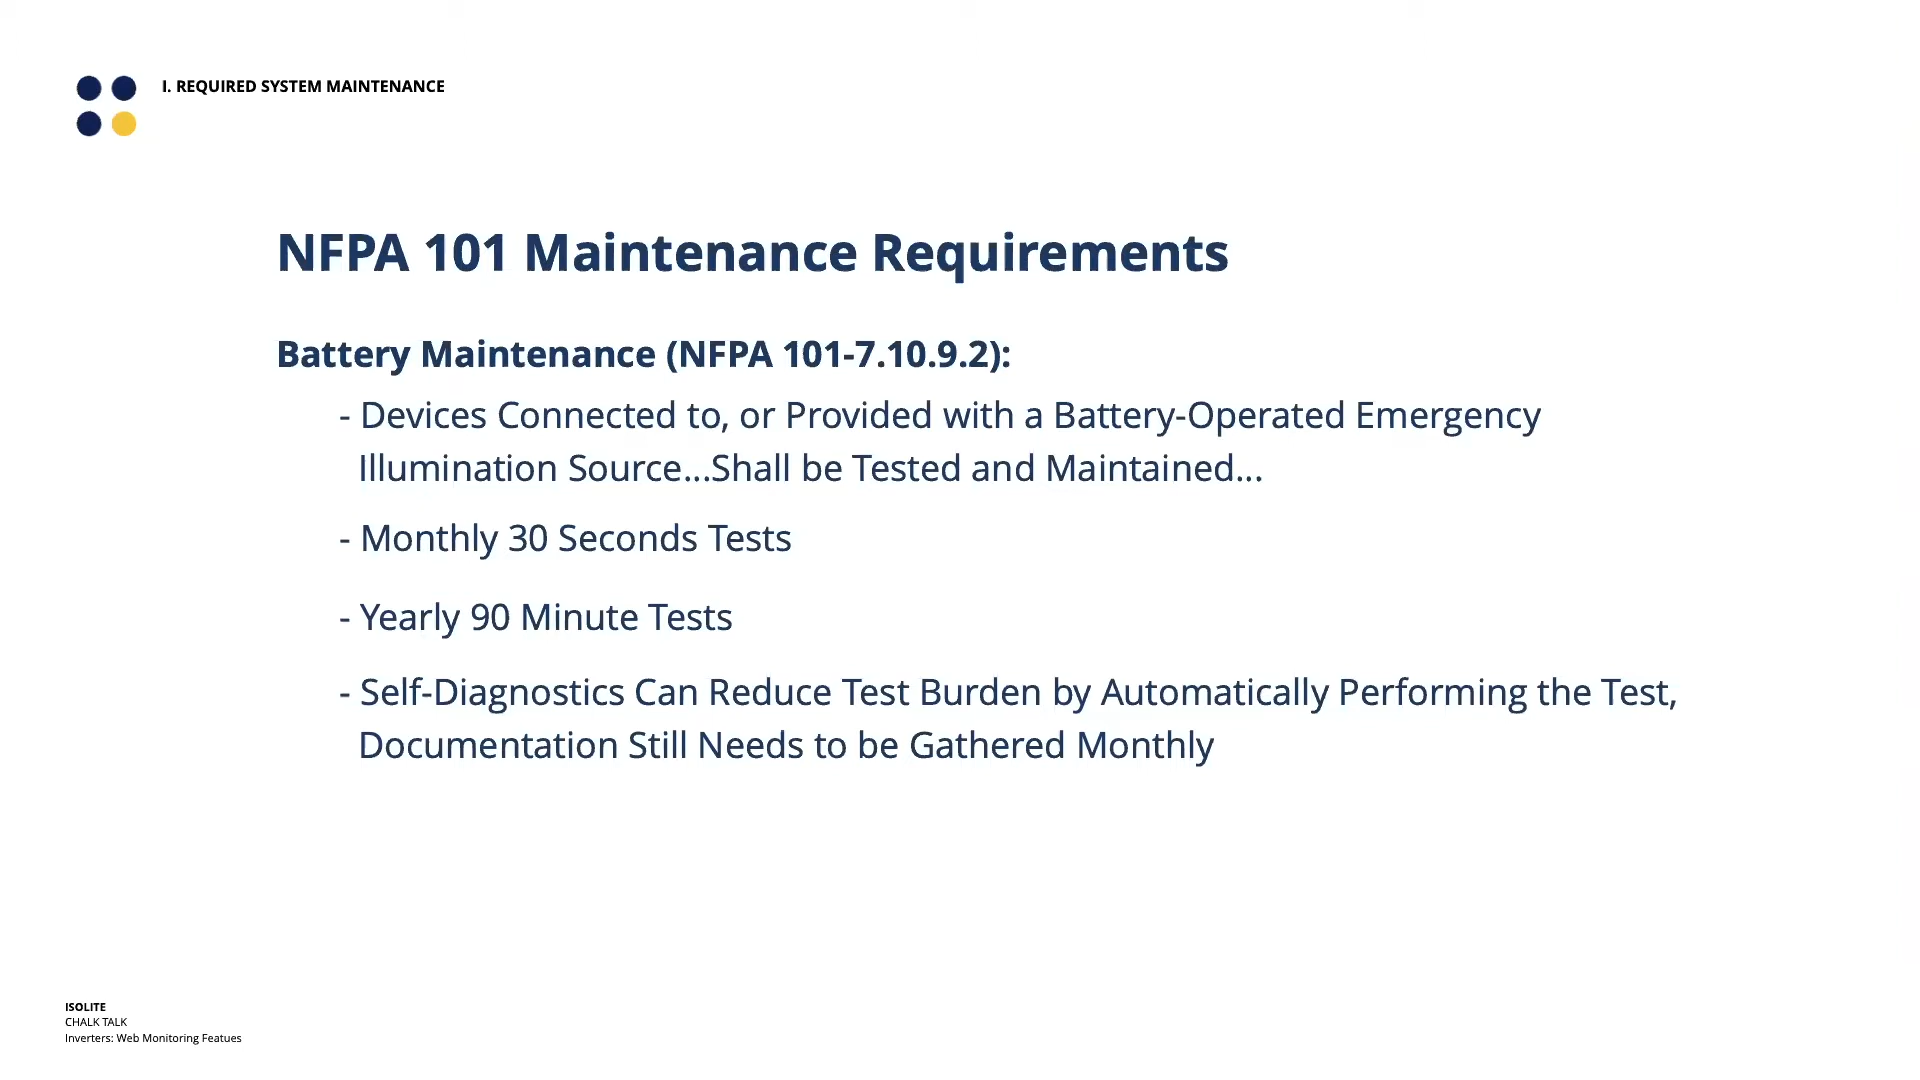 I. REQUIRED SYSTEM MAINTENANCE
NFPA 101 Maintenance Requirements
Battery Maintenance (NFPA 101-7.10.9.2):
- Devices Connected to, or Provided with a Battery-Operated Emergency
Illumination Source...Shall be Tested and Maintained...
- Monthly 30 Seconds Tests
- Yearly 90 Minute Tests
- Self-Diagnostics Can Reduce Test Burden by Automatically Performing the Test,
Documentation Still Needs to be Gathered Monthly
ISOLITE
CHALK TALK
Inverters: Web Monitoring Featues